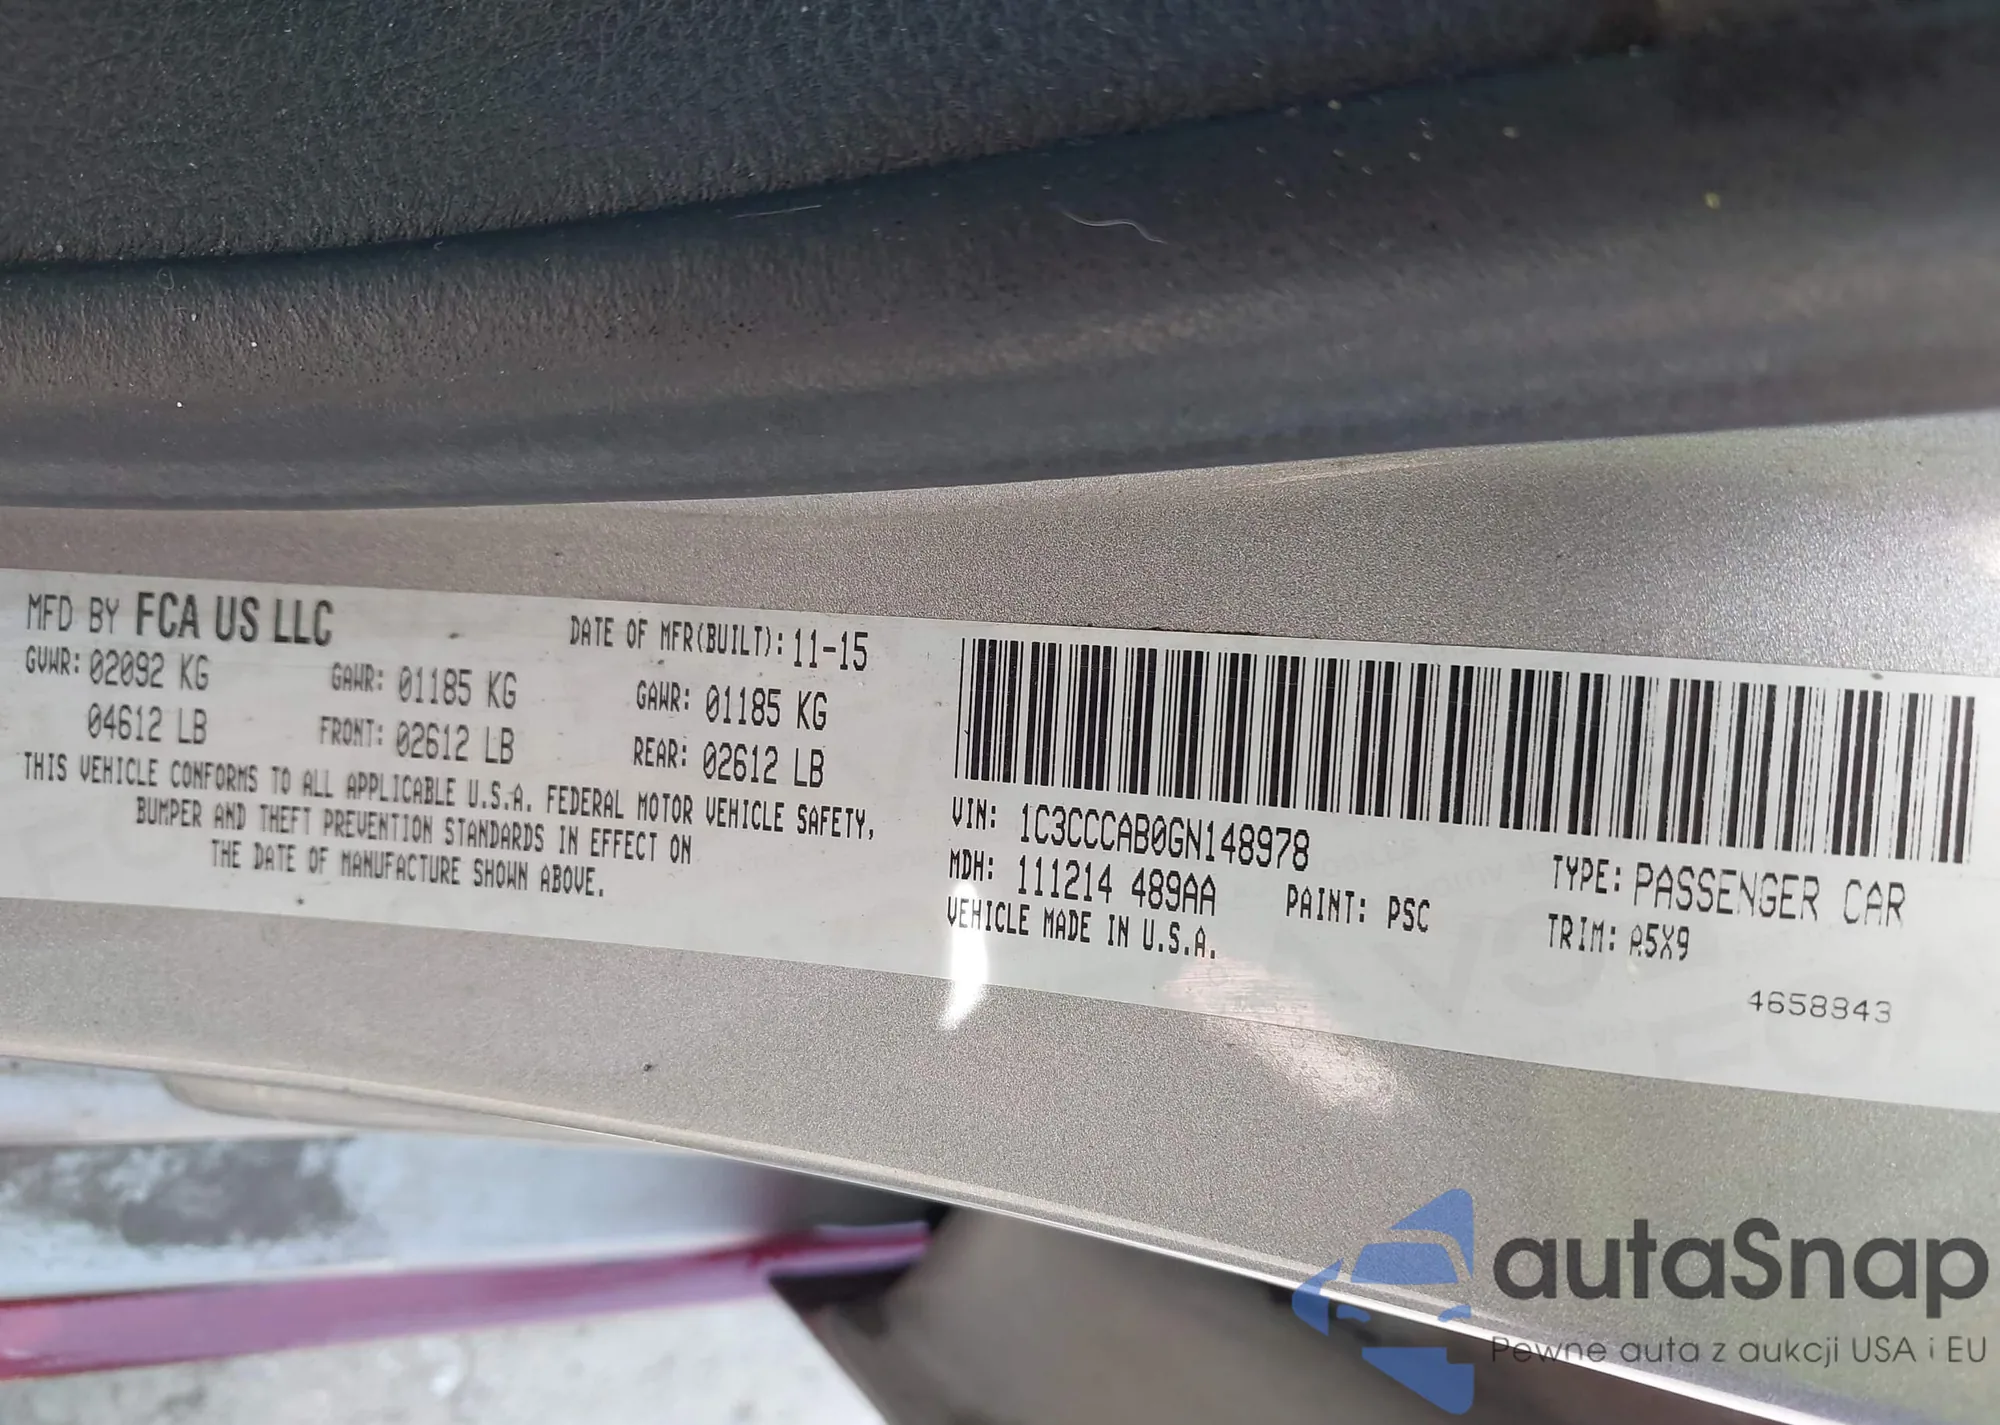 MFD BY FCA US LLC DATE OF MFR(BUILT): 11-15
GVWR: 02092 KG GAWR: 01185 KG GAWR: 01185 KG
04612 LB FRONT: 02612 LB REAR: 02612 LB
THIS VEHICLE CONFORMS TO ALL APPLICABLE U.S.A. FEDERAL MOTOR VEHICLE SAFETY,
BUMPER AND THEFT PREVENTION STANDARDS IN EFFECT ON
THE DATE OF MANUFACTURE SHOWN ABOVE.
VIN: 1C3CCCAB0GN148978 TYPE: PASSENGER CAR
MDH: 111214 489AA PAINT: PSC TRIM: A5X9
VEHICLE MADE IN U.S.A.
4658943
autaSnap
Pewne auta z aukcji USA i EU